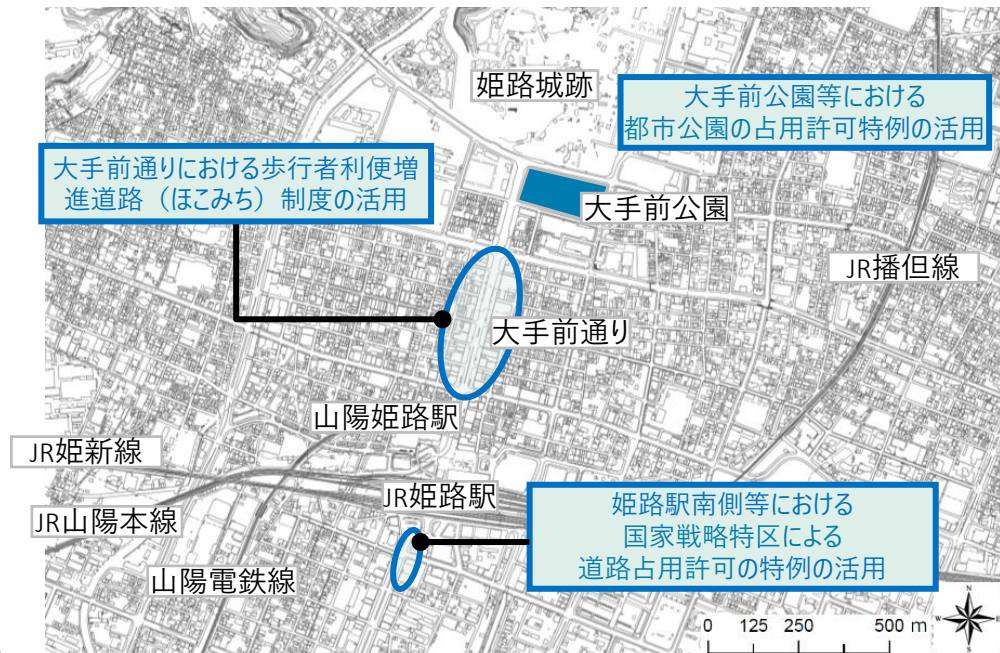 姫路城跡
大手前公園等における
都市公園の占用許可特例の活用
大手前通りにおける歩行者利便増
進道路（ほこみち）制度の活用
大手前公園
JR播但線
大手前通り
山陽姫路駅
JR姫新線
JR姫路駅
JR山陽本線
姫路駅南側等における
国家戦略特区による
道路占用許可の特例の活用
山陽電鉄線
0 125 250 500 m
N
W E
S